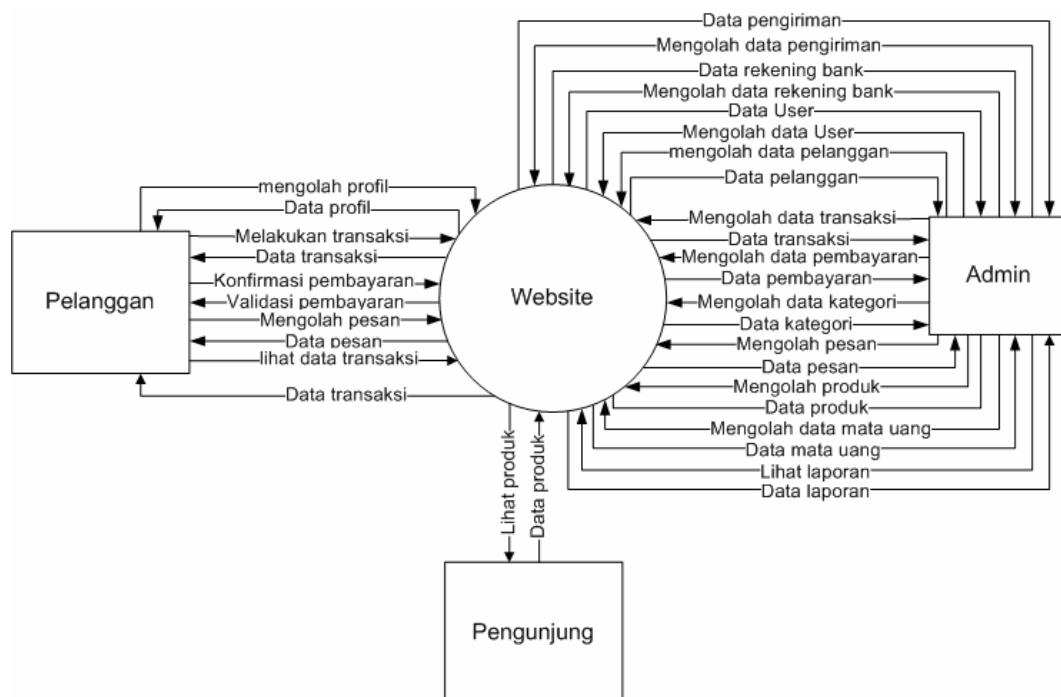 Data pengiriman
Mengolah data pengiriman
Data rekening bank
Mengolah data rekening bank
Data User
Mengolah data User
mengolah data pelanggan
Data pelanggan
Mengolah data transaksi
Data transaksi
Mengolah data pembayaran
Data pembayaran
Mengolah data kategori
Data kategori
Mengolah pesan
Data pesan
Mengolah produk
Data produk
Mengolah data mata uang
Data mata uang
Lihat laporan
Data laporan
Admin
Website
mengolah profil
Data profil
Melakukan transaksi
Data transaksi
Konfirmasi pembayaran
Validasi pembayaran
Mengolah pesan
Data pesan
lihat data transaksi
Data transaksi
Pelanggan
Lihat produk
Data produk
Pengunjung